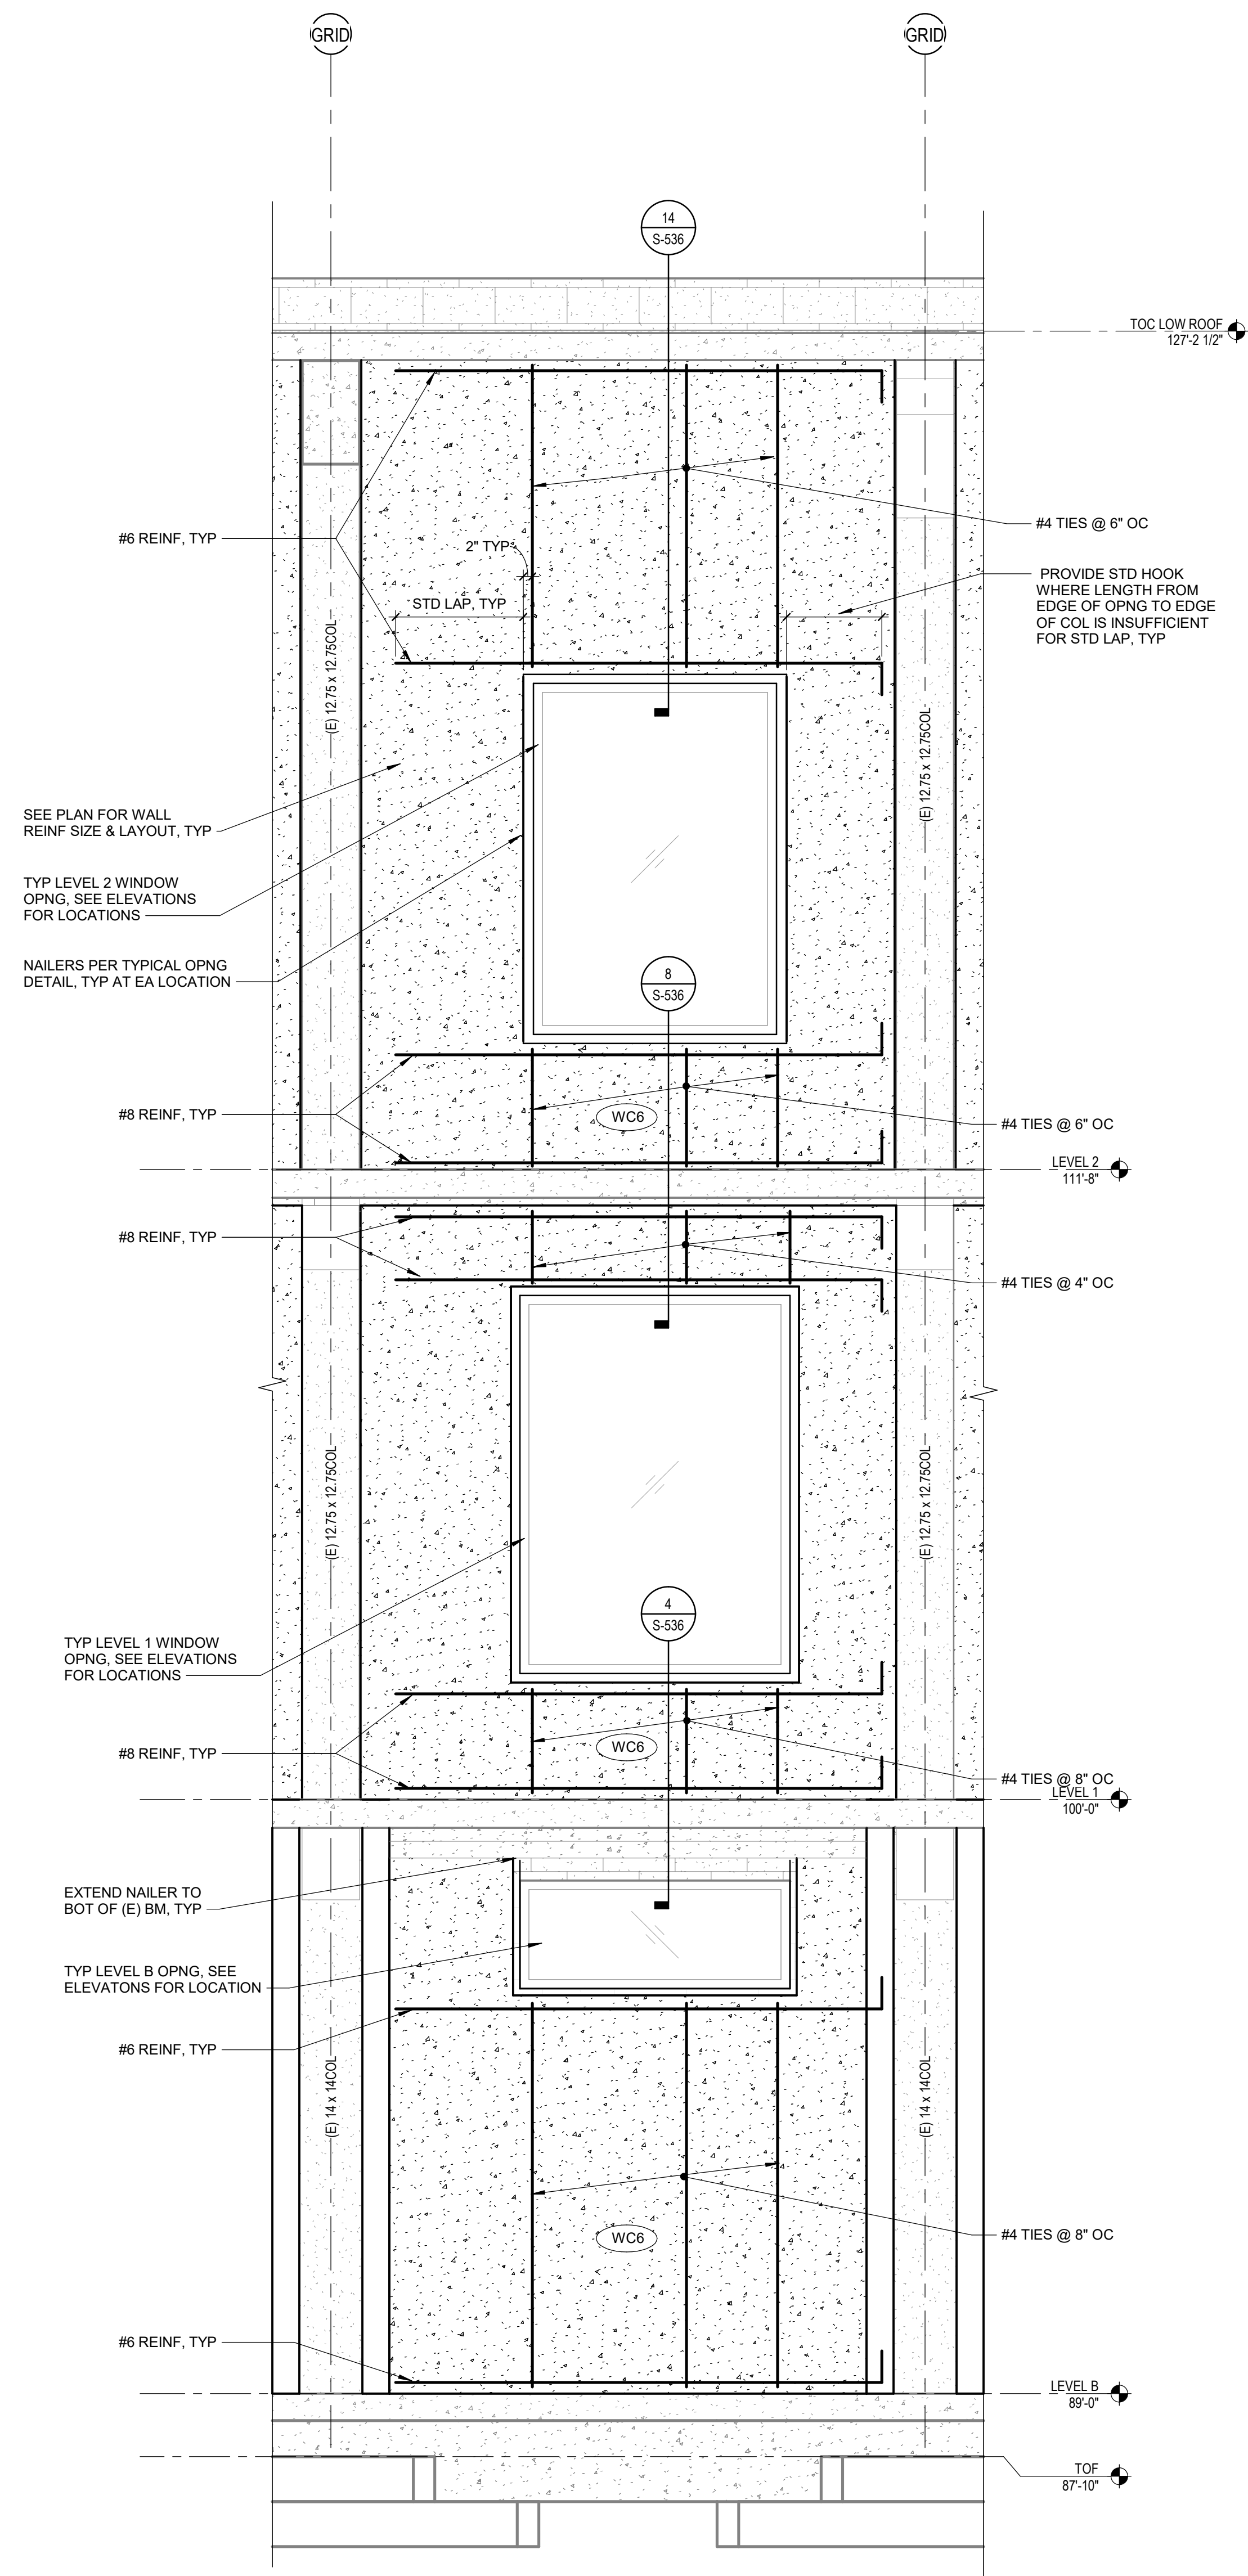 GRID
GRID
14
S-536
TOC LOW ROOF
127'-2 1/2"
#4 TIES @ 6" OC
#6 REINF, TYP
2" TYP
STD LAP, TYP
PROVIDE STD HOOK
WHERE LENGTH FROM
EDGE OF OPNG TO EDGE
OF COL IS INSUFFICIENT
FOR STD LAP, TYP
(E) 12.75 x 12.75COL
(E) 12.75 x 12.75COL
SEE PLAN FOR WALL
REINF SIZE & LAYOUT, TYP
TYP LEVEL 2 WINDOW
OPNG, SEE ELEVATIONS
FOR LOCATIONS
NAILERS PER TYPICAL OPNG
DETAIL, TYP AT EA LOCATION
8
S-536
#8 REINF, TYP
WC6
#4 TIES @ 6" OC
LEVEL 2
111'-8"
#8 REINF, TYP
#4 TIES @ 4" OC
(E) 12.75 x 12.75COL
(E) 12.75 x 12.75COL
4
S-536
TYP LEVEL 1 WINDOW
OPNG, SEE ELEVATIONS
FOR LOCATIONS
#8 REINF, TYP
WC6
#4 TIES @ 8" OC
LEVEL 1
100'-0"
EXTEND NAILER TO
BOT OF (E) BM, TYP
TYP LEVEL B OPNG, SEE
ELEVATONS FOR LOCATION
#6 REINF, TYP
(E) 14 x 14COL
(E) 14 x 14COL
WC6
#4 TIES @ 8" OC
#6 REINF, TYP
LEVEL B
89'-0"
TOF
87'-10"